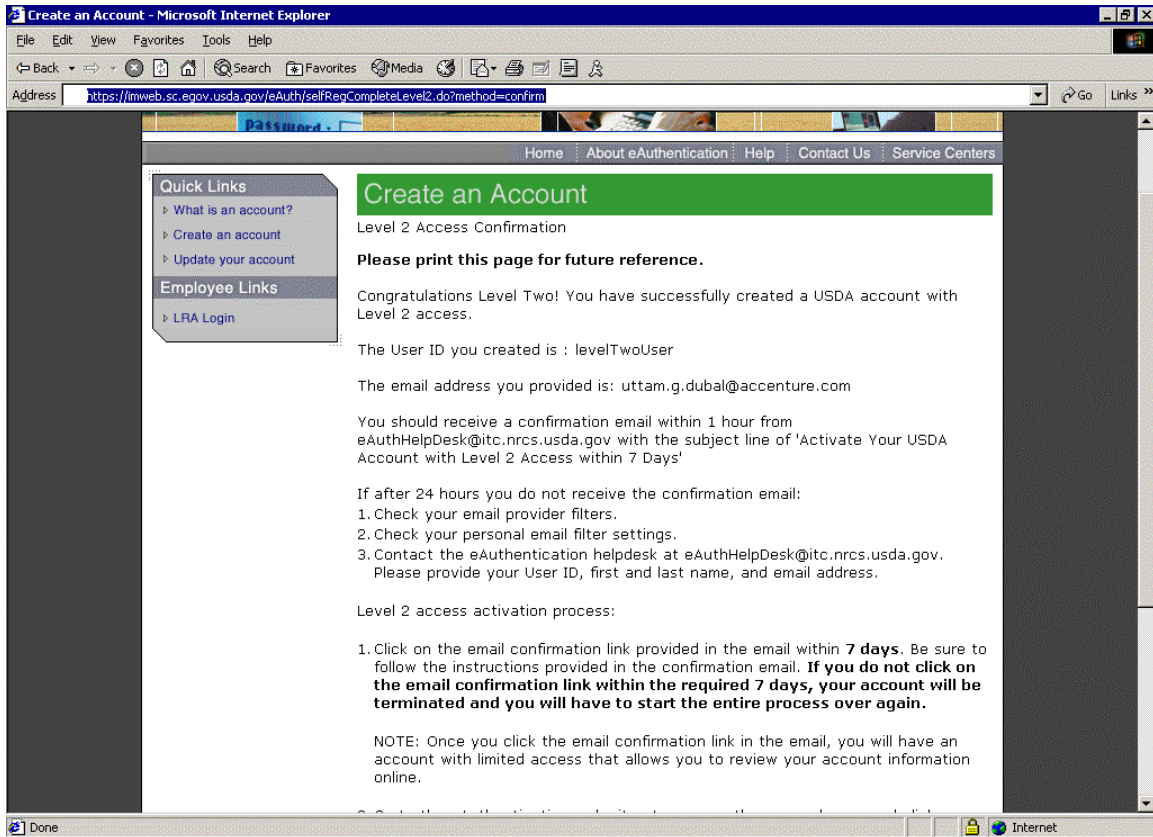 Create an Account - Microsoft Internet Explorer
File Edit View Favorites Tools Help
Back Search Favorites Media
Address https://imweb.sc.egov.usda.gov/eAuth/selfRegCompleteLevel2.do?method=confirm Go Links »
password
Home About eAuthentication Help Contact Us Service Centers
Quick Links
What is an account?
Create an account
Update your account
Employee Links
LRA Login
Create an Account
Level 2 Access Confirmation
Please print this page for future reference.
Congratulations Level Two! You have successfully created a USDA account with
Level 2 access.
The User ID you created is : levelTwoUser
The email address you provided is: uttam.g.dubal@accenture.com
You should receive a confirmation email within 1 hour from
eAuthHelpDesk@itc.nrcs.usda.gov with the subject line of 'Activate Your USDA
Account with Level 2 Access within 7 Days'
If after 24 hours you do not receive the confirmation email:
1. Check your email provider filters.
2. Check your personal email filter settings.
3. Contact the eAuthentication helpdesk at eAuthHelpDesk@itc.nrcs.usda.gov.
Please provide your User ID, first and last name, and email address.
Level 2 access activation process:
1. Click on the email confirmation link provided in the email within 7 days. Be sure to
follow the instructions provided in the confirmation email. If you do not click on
the email confirmation link within the required 7 days, your account will be
terminated and you will have to start the entire process over again.
NOTE: Once you click the email confirmation link in the email, you will have an
account with limited access that allows you to review your account information
online.
Done Internet